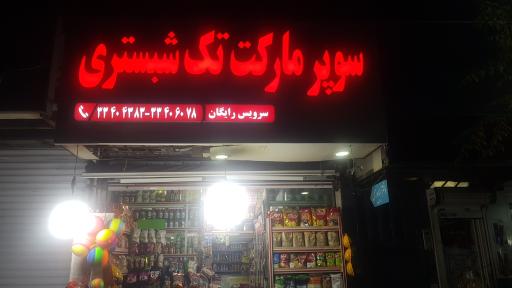 سوپر مارکت تک شبستری
سرویس رایگان ۳۳۴۰۴۳۸۳-۳۳۴۰۶۰۷۸